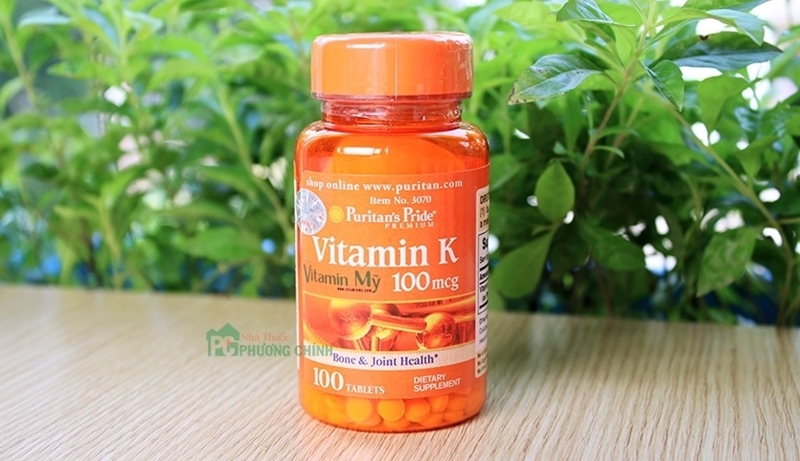 shop online www.puritan.com
Item No. 3070
Puritan's Pride®
PREMIUM
Vitamin K
Vitamin Mỹ
100 mcg
Bone & Joint Health*
100 TABLETS
DIETARY
SUPPLEMENT
Nhà Thuốc
PG PHƯƠNG CHÍNH